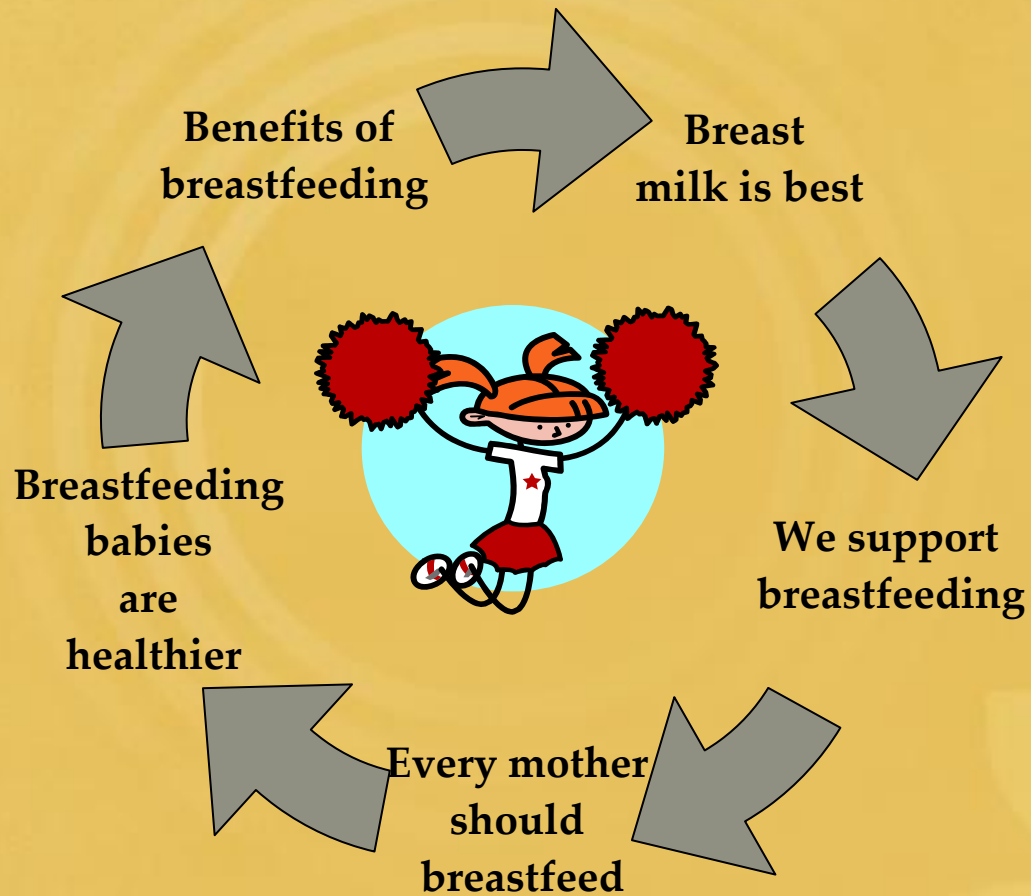 Benefits of
breastfeeding
Breast
milk is best
We support
breastfeeding
Every mother
should
breastfeed
Breastfeeding
babies
are
healthier